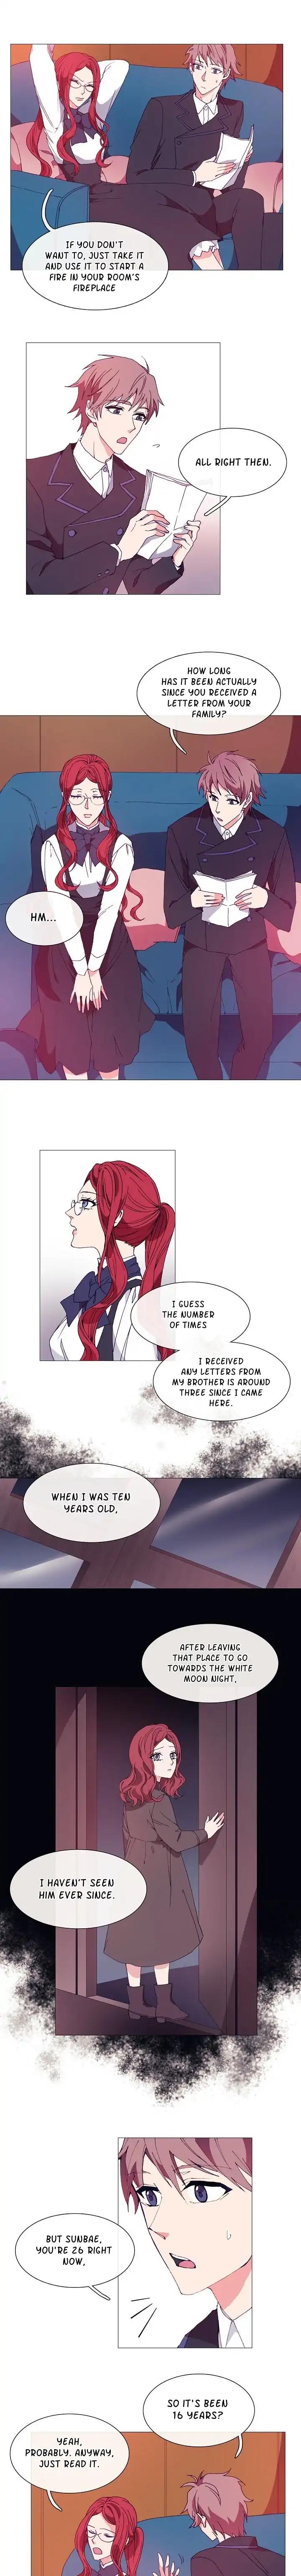 IF YOU DON'T
WANT TO, JUST TAKE IT
AND USE IT TO START A
FIRE IN YOUR ROOM'S
FIREPLACE
ALL RIGHT THEN.
HOW LONG
HAS IT BEEN ACTUALLY
SINCE YOU RECEIVED A
LETTER FROM YOUR
FAMILY?
HM...
I GUESS
THE NUMBER
OF TIMES
I RECEIVED
ANY LETTERS FROM
MY BROTHER IS AROUND
THREE SINCE I CAME
HERE.
WHEN I WAS TEN
YEARS OLD,
AFTER LEAVING
THAT PLACE TO GO
TOWARDS THE WHITE
MOON NIGHT,
I HAVEN'T SEEN
HIM EVER SINCE.
BUT SUNBAE,
YOU'RE 26 RIGHT
NOW,
SO IT'S BEEN
16 YEARS?
YEAH,
PROBABLY. ANYWAY,
JUST READ IT.